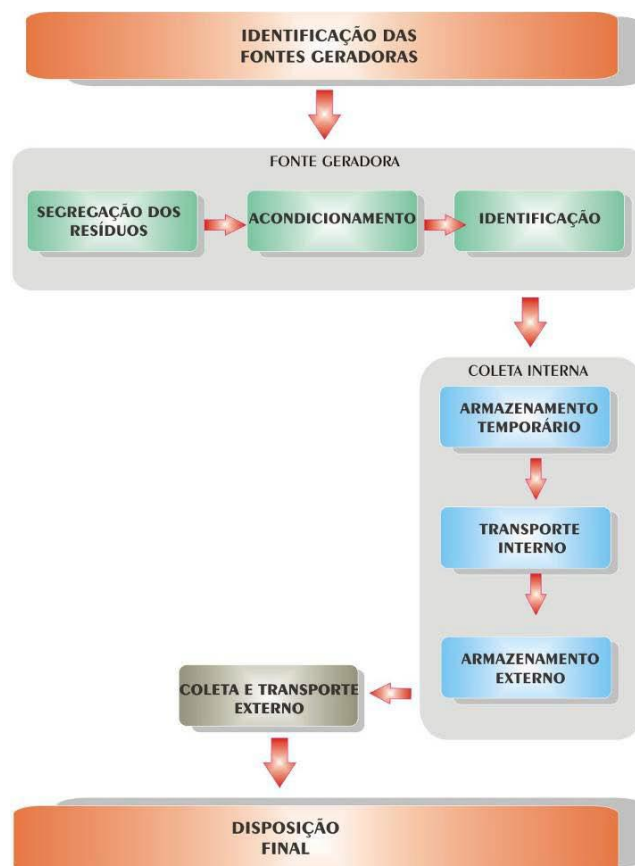 IDENTIFICAÇÃO DAS
FONTES GERADORAS
FONTE GERADORA
SEGREGAÇÃO DOS
RESÍDUOS
ACONDICIONAMENTO
IDENTIFICAÇÃO
COLETA INTERNA
ARMAZENAMENTO
TEMPORÁRIO
TRANSPORTE
INTERNO
ARMAZENAMENTO
EXTERNO
COLETA E TRANSPORTE
EXTERNO
DISPOSIÇÃO
FINAL